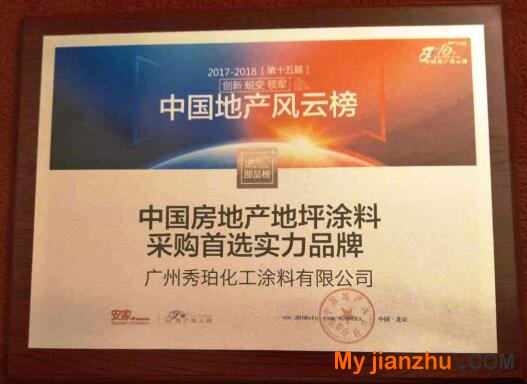 2017-2018 [第十五届]
创新 蜕变 领军
中国地产风云榜
部品榜
中国房地产地坪涂料
采购首选实力品牌
广州秀珀化工涂料有限公司
安家
中国·北京
Myjianzhu.COM